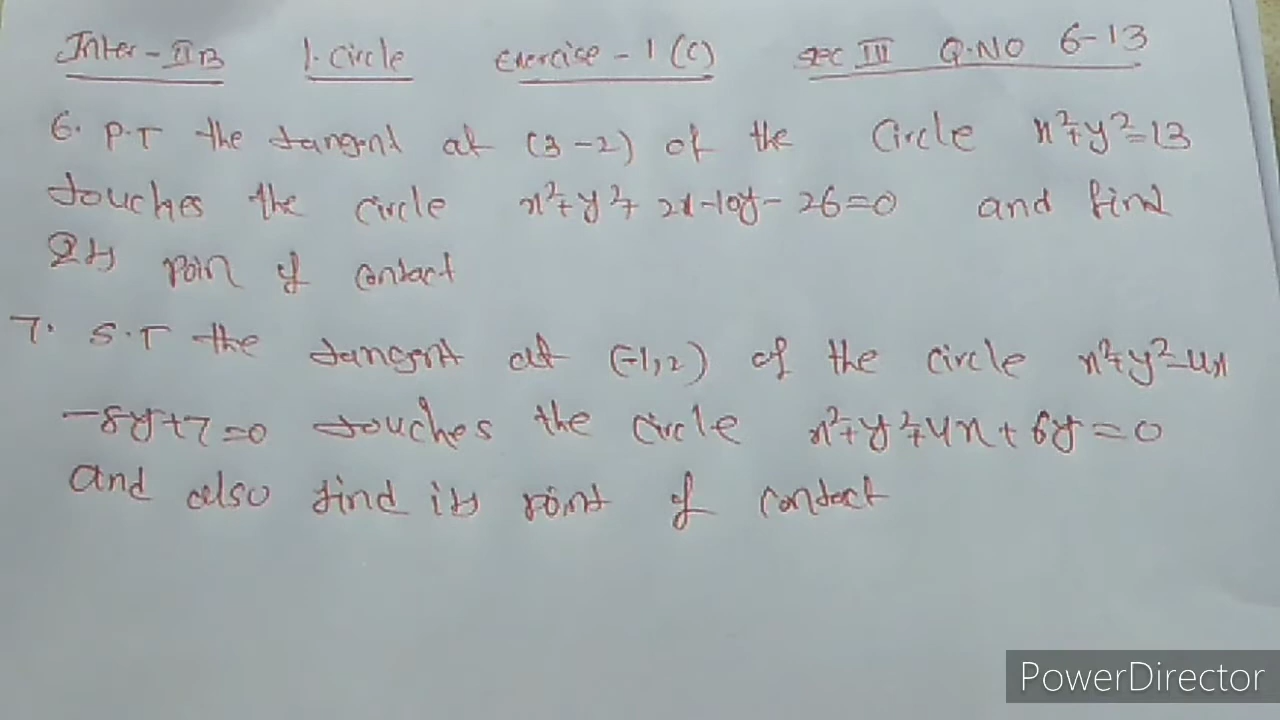 Inter-IIB 1. Circle Exercise-1(C) Sec III Q.NO 6-13
6. P.T the tangent at (3 -2) of the Circle x²+y²=13
touches the circle x²+y²+2x-10y-26=0 and find
its poin of contact
7. S.T the tangent at (-1,2) of the circle x²+y²-4x
-8y+7=0 touches the circle x²+y²+4x+6y=0
and also find its point of contact
PowerDirector